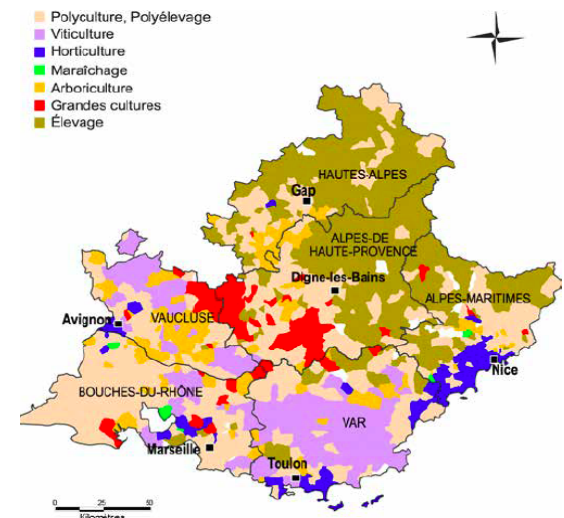 Polyculture, Polyélevage
Viticulture
Horticulture
Maraîchage
Arboriculture
Grandes cultures
Élevage
HAUTES-ALPES
Gap
ALPES-DE
HAUTE-PROVENCE
Digne-les-Bains
ALPES-MARITIMES
Avignon
VAUCLUSE
Nice
BOUCHES-DU-RHÔNE
VAR
Marseille
Toulon
0 25 50
Kilomètres